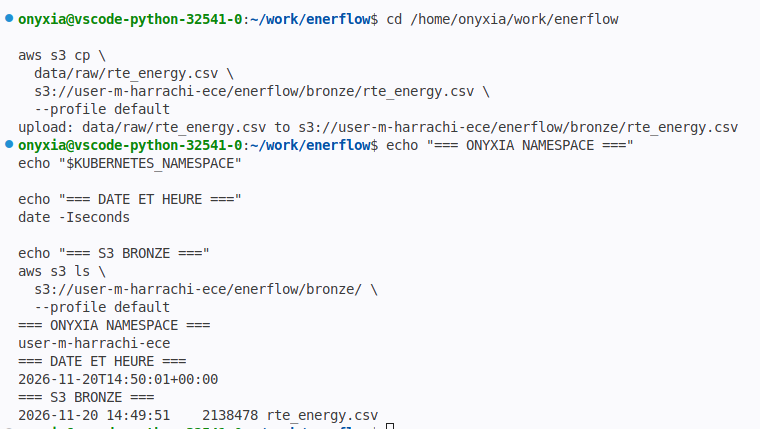 onyxia@vscode-python-32541-0:~/work/enerflow$ cd /home/onyxia/work/enerflow
aws s3 cp \
data/raw/rte_energy.csv \
s3://user-m-harrachi-ece/enerflow/bronze/rte_energy.csv \
--profile default
upload: data/raw/rte_energy.csv to s3://user-m-harrachi-ece/enerflow/bronze/rte_energy.csv
onyxia@vscode-python-32541-0:~/work/enerflow$ echo "=== ONYXIA NAMESPACE ==="
echo "$KUBERNETES_NAMESPACE"
echo "=== DATE ET HEURE ==="
date -Iseconds
echo "=== S3 BRONZE ==="
aws s3 ls \
s3://user-m-harrachi-ece/enerflow/bronze/ \
--profile default
=== ONYXIA NAMESPACE ===
user-m-harrachi-ece
=== DATE ET HEURE ===
2026-11-20T14:50:01+00:00
=== S3 BRONZE ===
2026-11-20 14:49:51    2138478 rte_energy.csv